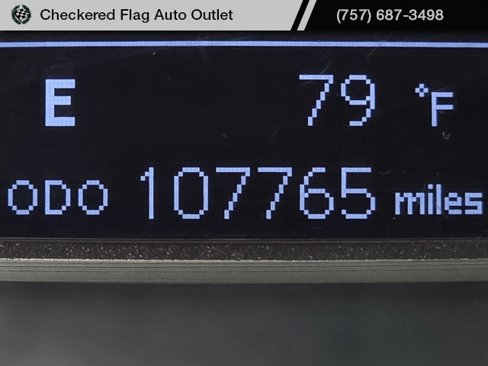 Checkered Flag Auto Outlet (757) 687-3498
E 79 °F
ODO 107765 miles